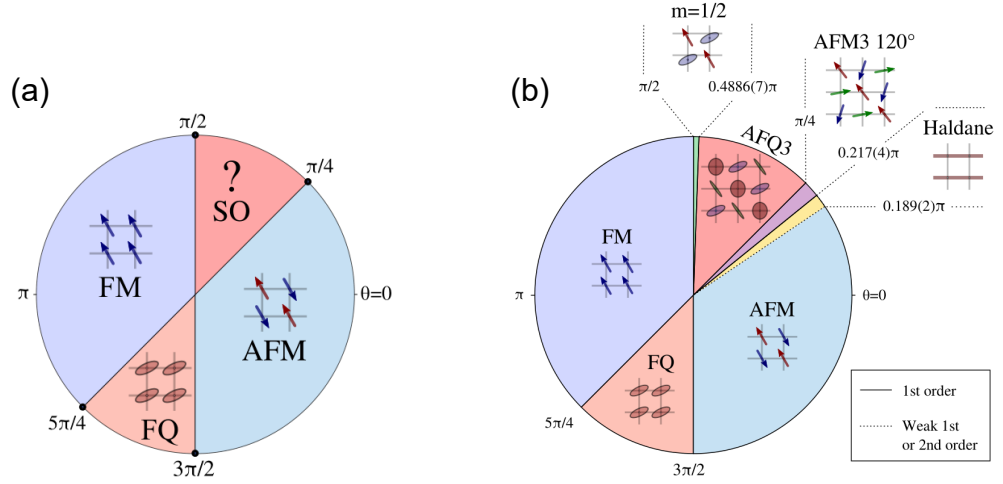 (a)
π/2
π/4
?
SO
FM
π
θ=0
AFM
5π/4
FQ
3π/2
(b)
m=1/2
π/2
0.4886(7)π
AFM3 120°
π/4
Haldane
0.217(4)π
0.189(2)π
AFQ3
FM
π
θ=0
AFM
FQ
5π/4
3π/2
1st order
Weak 1st
or 2nd order